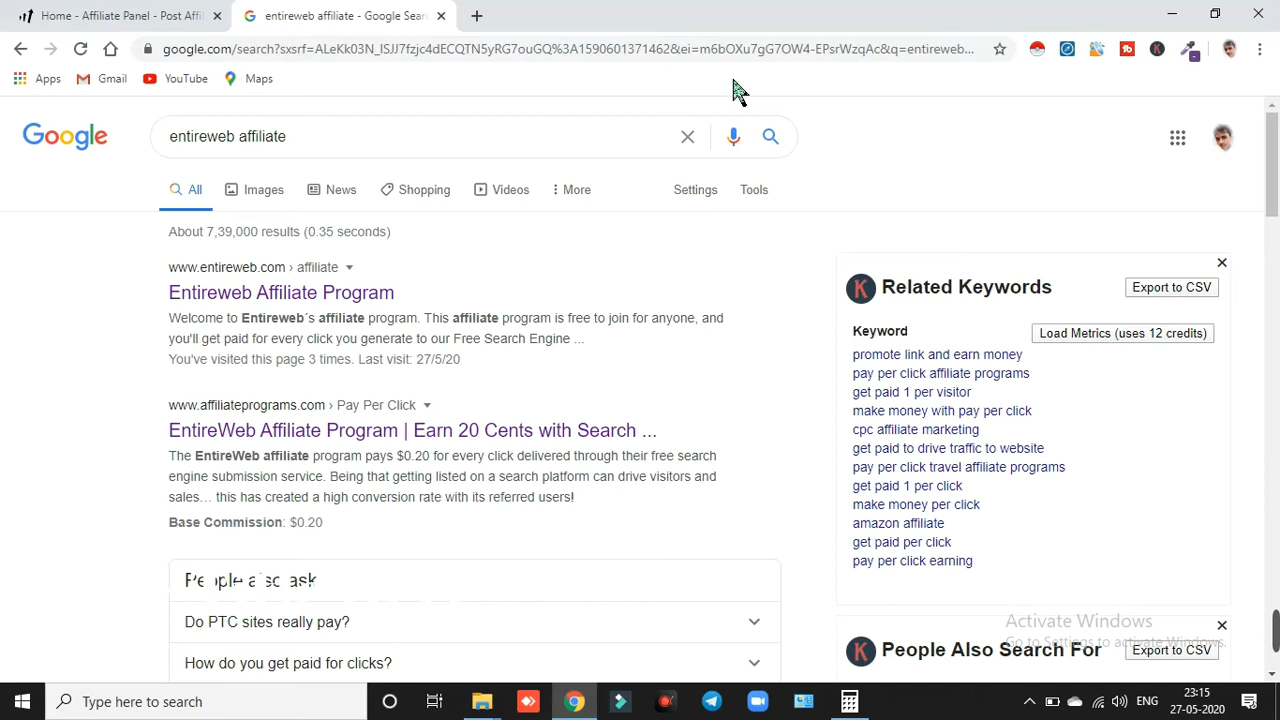 Home - Affiliate Panel - Post Affil
entireweb affiliate - Google Sear
google.com/search?sxsrf=ALeKk03N_ISJJ7fzjc4dECQTN5yRG7ouGQ%3A1590601371462&ei=m6bOXu7gG7OW4-EPsrWzqAc&q=entireweb...
Apps Gmail YouTube Maps
Google
entireweb affiliate
All Images News Shopping Videos More Settings Tools
About 7,39,000 results (0.35 seconds)
www.entireweb.com › affiliate
Entireweb Affiliate Program
Welcome to Entireweb´s affiliate program. This affiliate program is free to join for anyone, and
you'll get paid for every click you generate to our Free Search Engine ...
You've visited this page 3 times. Last visit: 27/5/20
www.affiliateprograms.com › Pay Per Click
EntireWeb Affiliate Program | Earn 20 Cents with Search ...
The EntireWeb affiliate program pays $0.20 for every click delivered through their free search
engine submission service. Being that getting listed on a search platform can drive visitors and
sales… this has created a high conversion rate with its referred users!
Base Commission: $0.20
People also ask
Do PTC sites really pay?
How do you get paid for clicks?
K Related Keywords
Export to CSV
Keyword
Load Metrics (uses 12 credits)
promote link and earn money
pay per click affiliate programs
get paid 1 per visitor
make money with pay per click
cpc affiliate marketing
get paid to drive traffic to website
pay per click travel affiliate programs
get paid 1 per click
make money per click
amazon affiliate
get paid per click
pay per click earning
Activate Windows
Go to Settings to activate Windows.
K People Also Search For
Export to CSV
Type here to search
ENG
23:15
27-05-2020